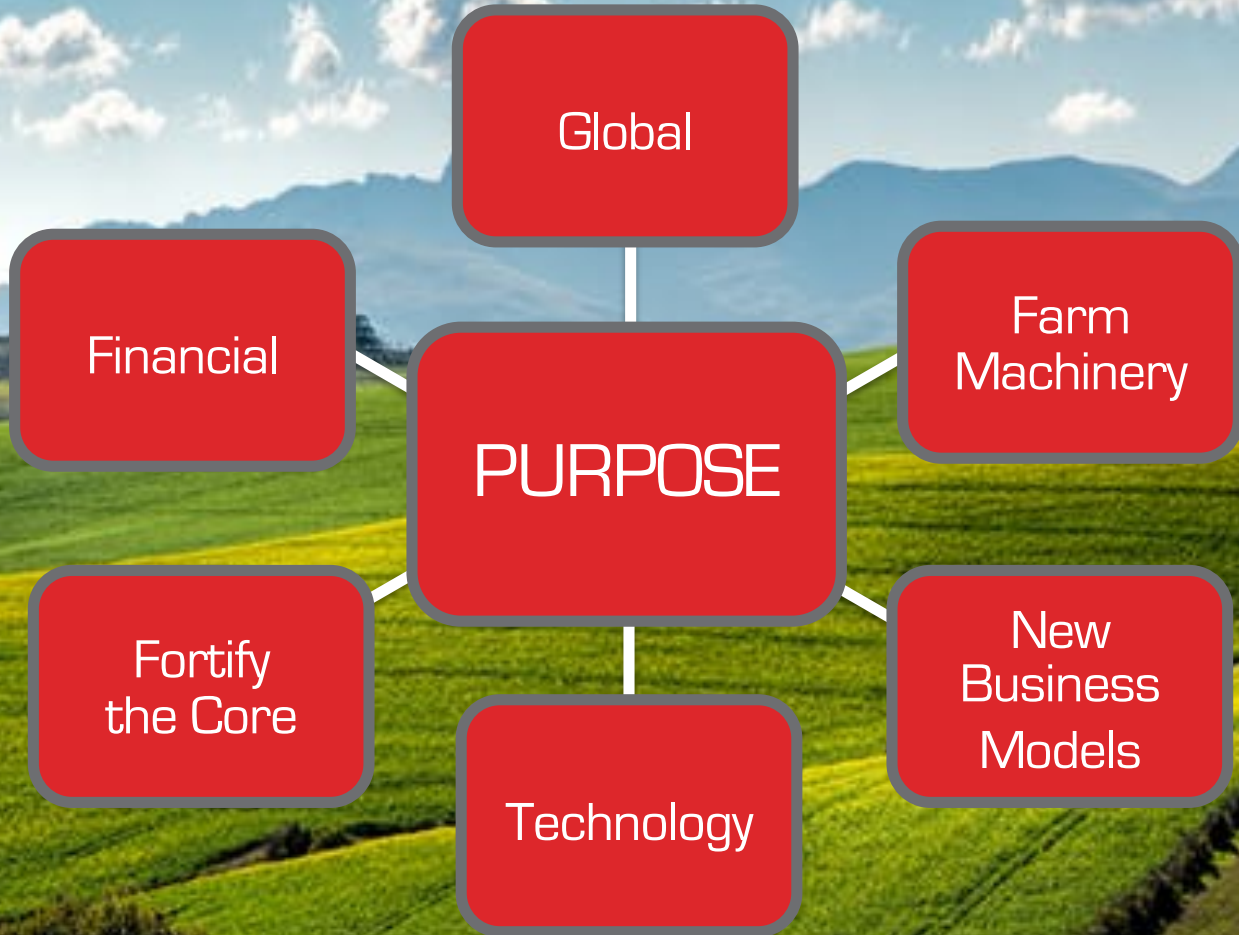 Global
Financial
Farm
Machinery
PURPOSE
Fortify
the Core
New
Business
Models
Technology